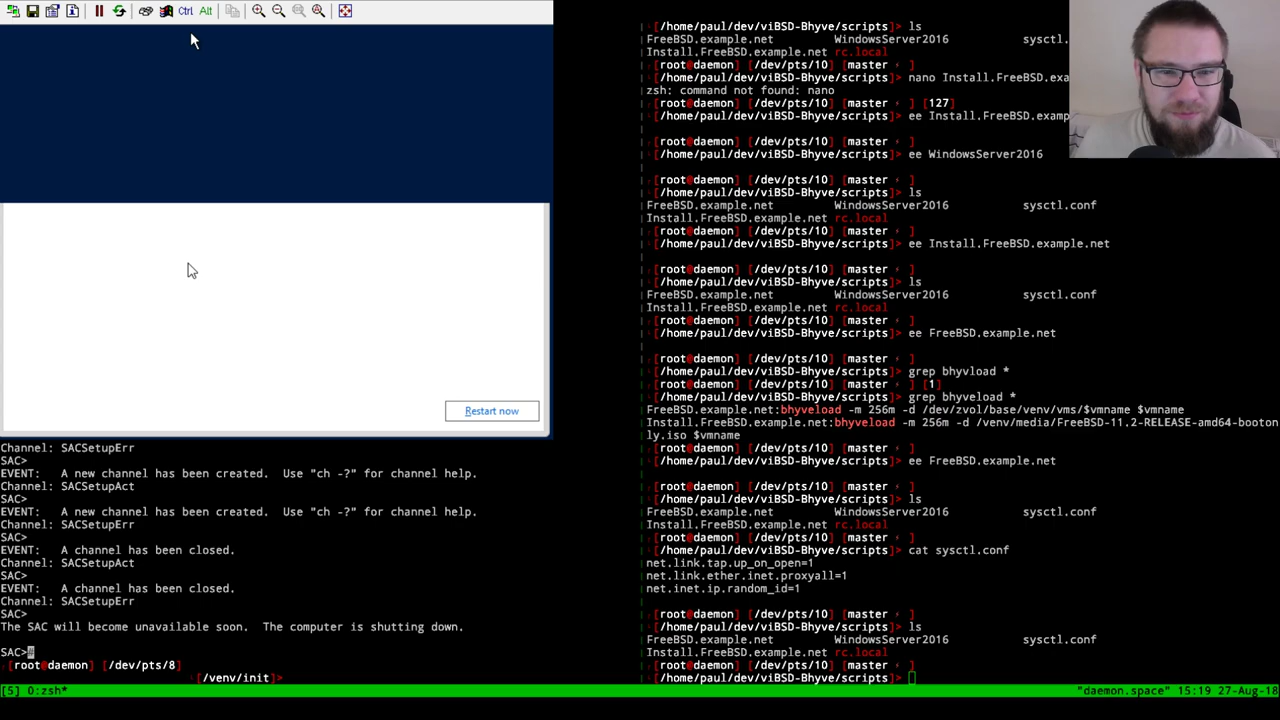 Ctrl Alt
Restart now
Channel: SACSetupErr
SAC>
EVENT:   A new channel has been created.  Use "ch -?" for channel help.
Channel: SACSetupAct
SAC>
EVENT:   A new channel has been created.  Use "ch -?" for channel help.
Channel: SACSetupErr
SAC>
EVENT:   A channel has been closed.
Channel: SACSetupAct
SAC>
EVENT:   A channel has been closed.
Channel: SACSetupErr
SAC>
The SAC will become unavailable soon.  The computer is shutting down.
SAC>#
[root@daemon] [/dev/pts/8]
[/venv/init]>
[/home/paul/dev/viBSD-Bhyve/scripts]> ls
FreeBSD.example.net          WindowsServer2016            sysctl.
Install.FreeBSD.example.net rc.local
[root@daemon] [/dev/pts/10] [master ⚡ ]
[/home/paul/dev/viBSD-Bhyve/scripts]> nano Install.FreeBSD.exa
zsh: command not found: nano
[root@daemon] [/dev/pts/10] [master ⚡ ] [127]
[/home/paul/dev/viBSD-Bhyve/scripts]> ee Install.FreeBSD.examp
[root@daemon] [/dev/pts/10] [master ⚡ ]
[/home/paul/dev/viBSD-Bhyve/scripts]> ee WindowsServer2016
[root@daemon] [/dev/pts/10] [master ⚡ ]
[/home/paul/dev/viBSD-Bhyve/scripts]> ls
FreeBSD.example.net          WindowsServer2016            sysctl.conf
Install.FreeBSD.example.net rc.local
[root@daemon] [/dev/pts/10] [master ⚡ ]
[/home/paul/dev/viBSD-Bhyve/scripts]> ee Install.FreeBSD.example.net
[root@daemon] [/dev/pts/10] [master ⚡ ]
[/home/paul/dev/viBSD-Bhyve/scripts]> ls
FreeBSD.example.net          WindowsServer2016            sysctl.conf
Install.FreeBSD.example.net rc.local
[root@daemon] [/dev/pts/10] [master ⚡ ]
[/home/paul/dev/viBSD-Bhyve/scripts]> ee FreeBSD.example.net
[root@daemon] [/dev/pts/10] [master ⚡ ]
[/home/paul/dev/viBSD-Bhyve/scripts]> grep bhyvload *
[root@daemon] [/dev/pts/10] [master ⚡ ] [1]
[/home/paul/dev/viBSD-Bhyve/scripts]> grep bhyveload *
FreeBSD.example.net:bhyveload -m 256m -d /dev/zvol/base/venv/vms/$vmname $vmname
Install.FreeBSD.example.net:bhyveload -m 256m -d /venv/media/FreeBSD-11.2-RELEASE-amd64-booton
ly.iso $vmname
[root@daemon] [/dev/pts/10] [master ⚡ ]
[/home/paul/dev/viBSD-Bhyve/scripts]> ee FreeBSD.example.net
[root@daemon] [/dev/pts/10] [master ⚡ ]
[/home/paul/dev/viBSD-Bhyve/scripts]> ls
FreeBSD.example.net          WindowsServer2016            sysctl.conf
Install.FreeBSD.example.net rc.local
[root@daemon] [/dev/pts/10] [master ⚡ ]
[/home/paul/dev/viBSD-Bhyve/scripts]> cat sysctl.conf
net.link.tap.up_on_open=1
net.link.ether.inet.proxyall=1
net.inet.ip.random_id=1
[root@daemon] [/dev/pts/10] [master ⚡ ]
[/home/paul/dev/viBSD-Bhyve/scripts]> ls
FreeBSD.example.net          WindowsServer2016            sysctl.conf
Install.FreeBSD.example.net rc.local
[root@daemon] [/dev/pts/10] [master ⚡ ]
[/home/paul/dev/viBSD-Bhyve/scripts]>
[5] 0:zsh*                "daemon.space" 15:19 27-Aug-18